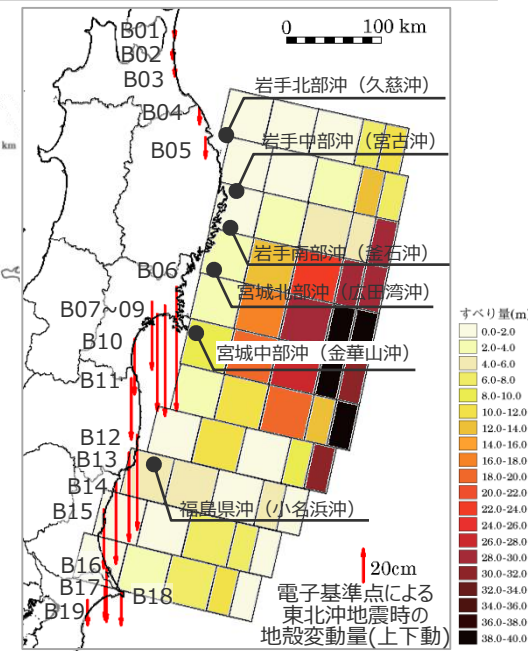 B01
B02
B03
0 100 km
岩手北部沖（久慈沖）
B04
岩手中部沖（宮古沖）
B05
km
岩手南部沖（釜石沖）
B06
宮城北部沖（広田湾沖）
B07~09
B10
宮城中部沖（金華山沖）
B11
B12
B13
B14
B15
福島県沖（小名浜沖）
B16
B17
B18
B19
20cm
電子基準点による
東北沖地震時の
地殻変動量(上下動)
すべり量(m)
0.0-2.0
2.0-4.0
4.0-6.0
6.0-8.0
8.0-10.0
10.0-12.0
12.0-14.0
14.0-16.0
16.0-18.0
18.0-20.0
20.0-22.0
22.0-24.0
24.0-26.0
26.0-28.0
28.0-30.0
30.0-32.0
32.0-34.0
34.0-36.0
36.0-38.0
38.0-40.0